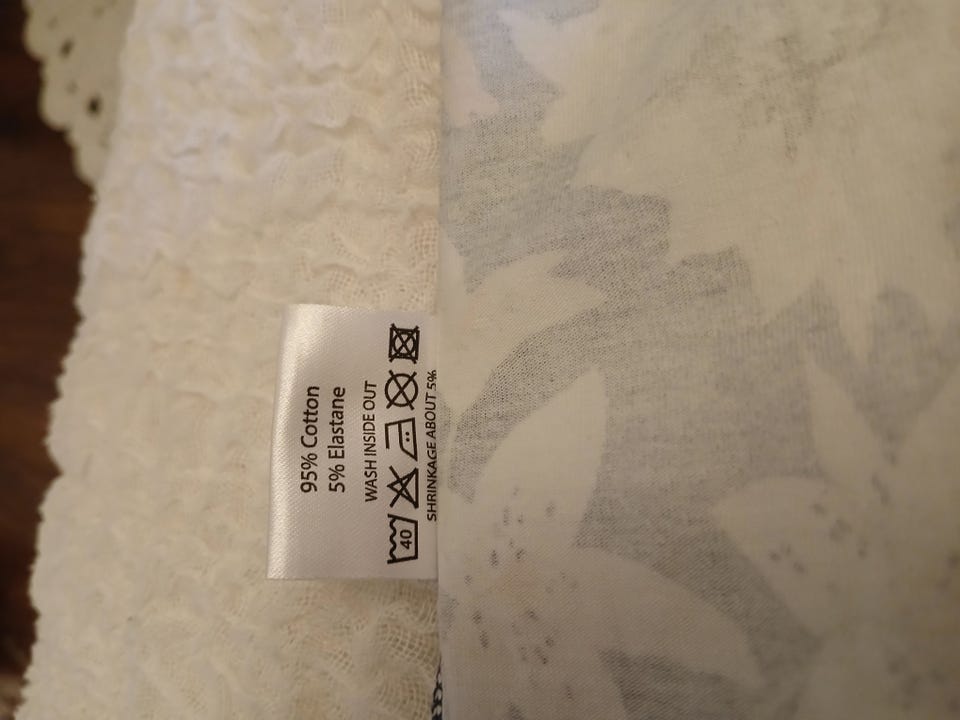 95% Cotton
5% Elastane
WASH INSIDE OUT
40
SHRINKAGE ABOUT 5%